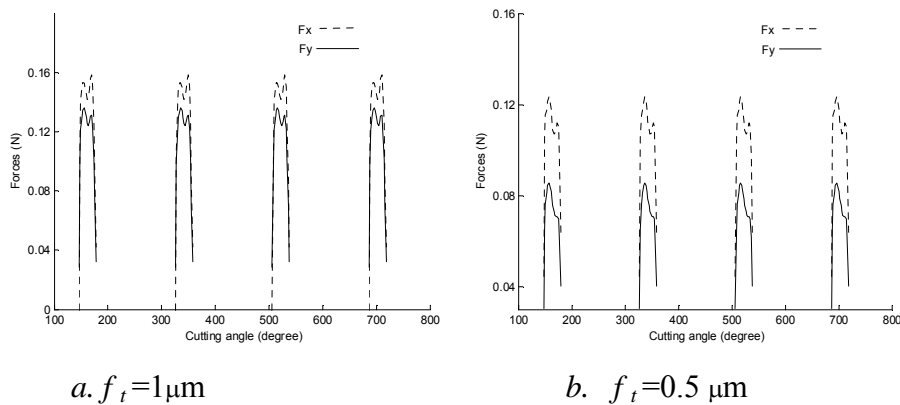 Fx
Fy
0.16
0.12
0.08
0.04
0
Forces (N)
100 200 300 400 500 600 700 800
Cutting angle (degree)
a. f t =1μm
Fx
Fy
0.16
0.12
0.08
0.04
Forces (N)
100 200 300 400 500 600 700 800
Cutting angle (degree)
b. f t =0.5 μm